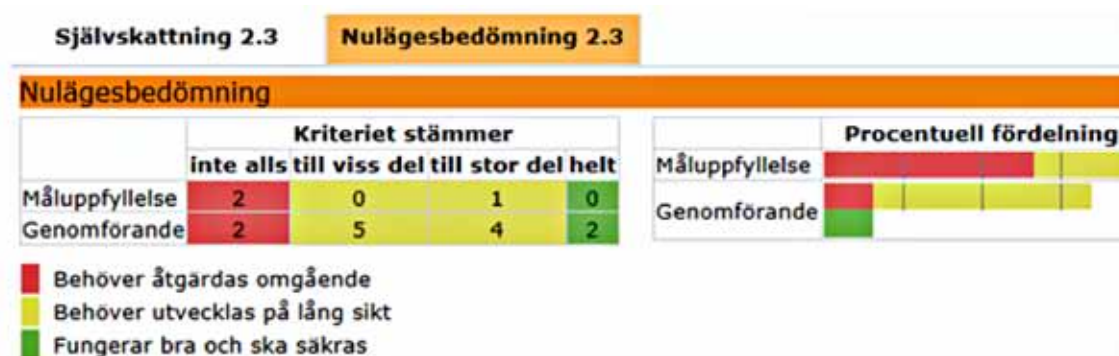 Självskattning 2.3 Nulägesbedömning 2.3
Nulägesbedömning
Kriteriet stämmer
inte alls till viss del till stor del helt
Måluppfyllelse 2 0 1 0
Genomförande 2 5 4 2
Procentuell fördelning
Måluppfyllelse
Genomförande
Behöver åtgärdas omgående
Behöver utvecklas på lång sikt
Fungerar bra och ska säkras